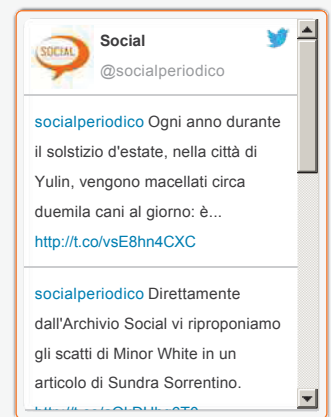 SOCIAL
Social
@socialperiodico
socialperiodico Ogni anno durante
il solstizio d'estate, nella città di
Yulin, vengono macellati circa
duemila cani al giorno: è...
http://t.co/vsE8hn4CXC
socialperiodico Direttamente
dall'Archivio Social vi riproponiamo
gli scatti di Minor White in un
articolo di Sundra Sorrentino.